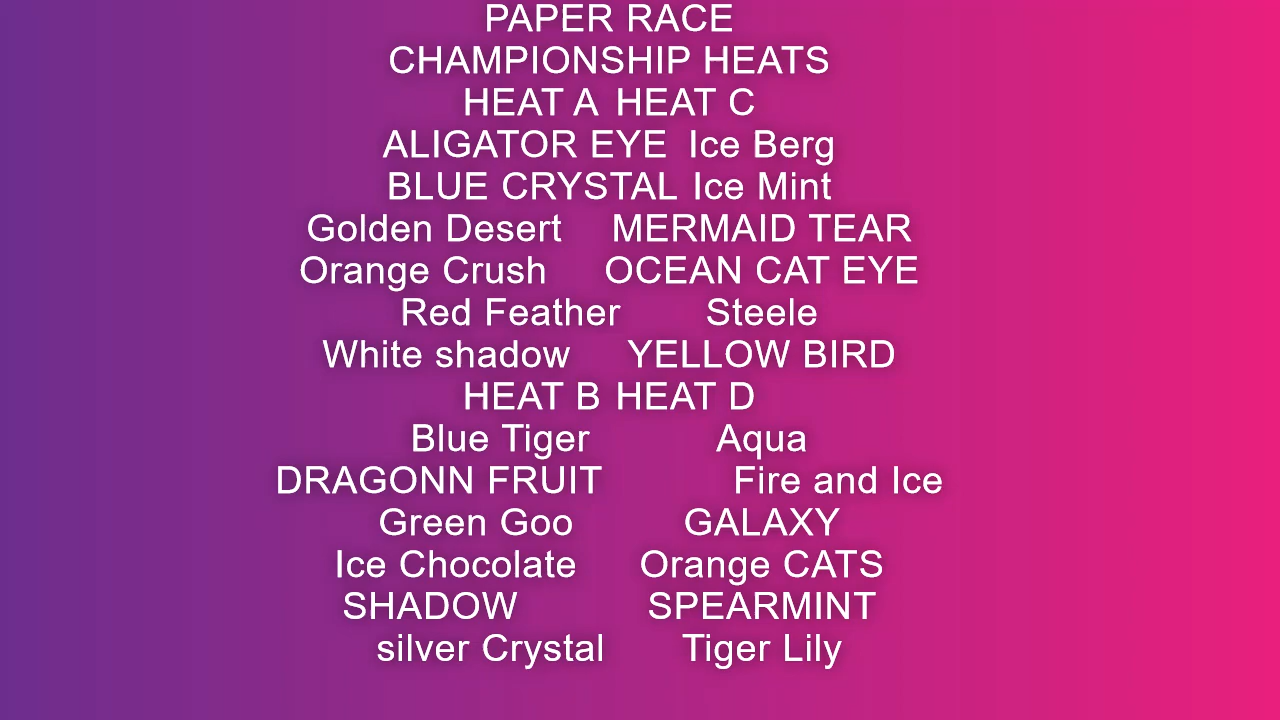 PAPER RACE
CHAMPIONSHIP HEATS
HEAT A HEAT C
ALIGATOR EYE Ice Berg
BLUE CRYSTAL Ice Mint
Golden Desert MERMAID TEAR
Orange Crush OCEAN CAT EYE
Red Feather Steele
White shadow YELLOW BIRD
HEAT B HEAT D
Blue Tiger Aqua
DRAGONN FRUIT Fire and Ice
Green Goo GALAXY
Ice Chocolate Orange CATS
SHADOW SPEARMINT
silver Crystal Tiger Lily